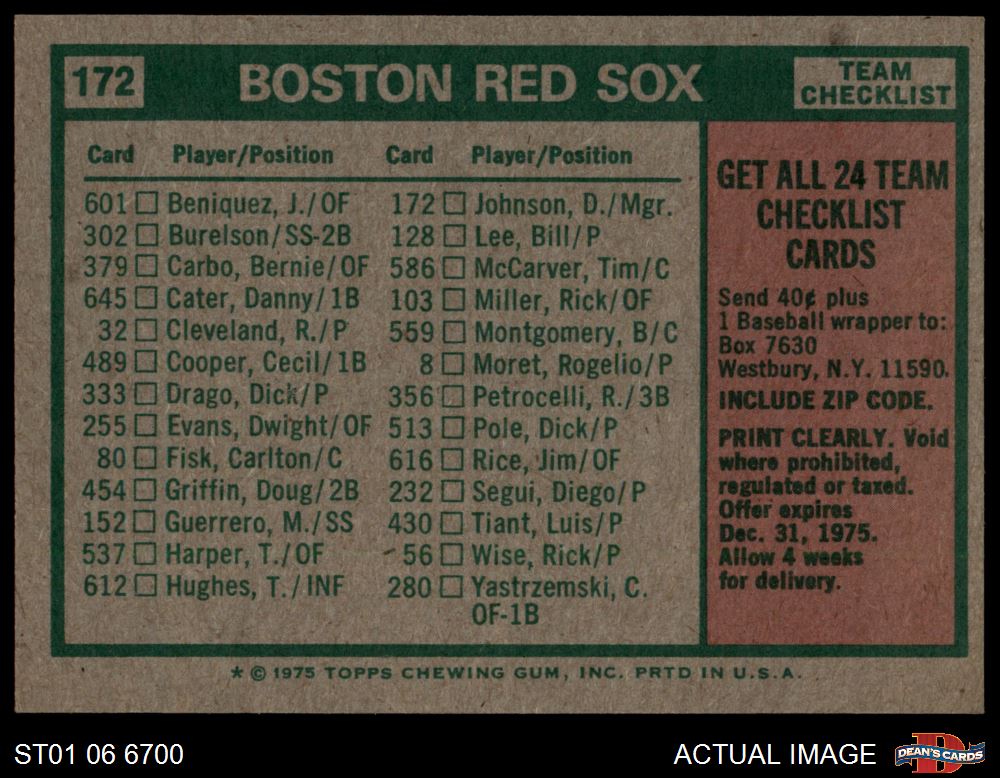 172
BOSTON RED SOX
TEAM
CHECKLIST
Card Player/Position Card Player/Position
601 □ Beniquez, J./OF 172 □ Johnson, D./Mgr.
302 □ Burelson/SS-2B 128 □ Lee, Bill/P
379 □ Carbo, Bernie/OF 586 □ McCarver, Tim/C
645 □ Cater, Danny/1B 103 □ Miller, Rick/OF
32 □ Cleveland, R./P 559 □ Montgomery, B/C
489 □ Cooper, Cecil/1B 8 □ Moret, Rogelio/P
333 □ Drago, Dick/P 356 □ Petrocelli, R./3B
255 □ Evans, Dwight/OF 513 □ Pole, Dick/P
80 □ Fisk, Carlton/C 616 □ Rice, Jim/OF
454 □ Griffin, Doug/2B 232 □ Segui, Diego/P
152 □ Guerrero, M./SS 430 □ Tiant, Luis/P
537 □ Harper, T./OF 56 □ Wise, Rick/P
612 □ Hughes, T./INF 280 □ Yastrzemski, C.
OF-1B
GET ALL 24 TEAM
CHECKLIST
CARDS
Send 40¢ plus
1 Baseball wrapper to:
Box 7630
Westbury, N.Y. 11590.
INCLUDE ZIP CODE.
PRINT CLEARLY. Void
where prohibited,
regulated or taxed.
Offer expires
Dec. 31, 1975.
Allow 4 weeks
for delivery.
* © 1975 TOPPS CHEWING GUM, INC. PRTD IN U.S.A.
ST01 06 6700
ACTUAL IMAGE
D
DEAN'S CARDS